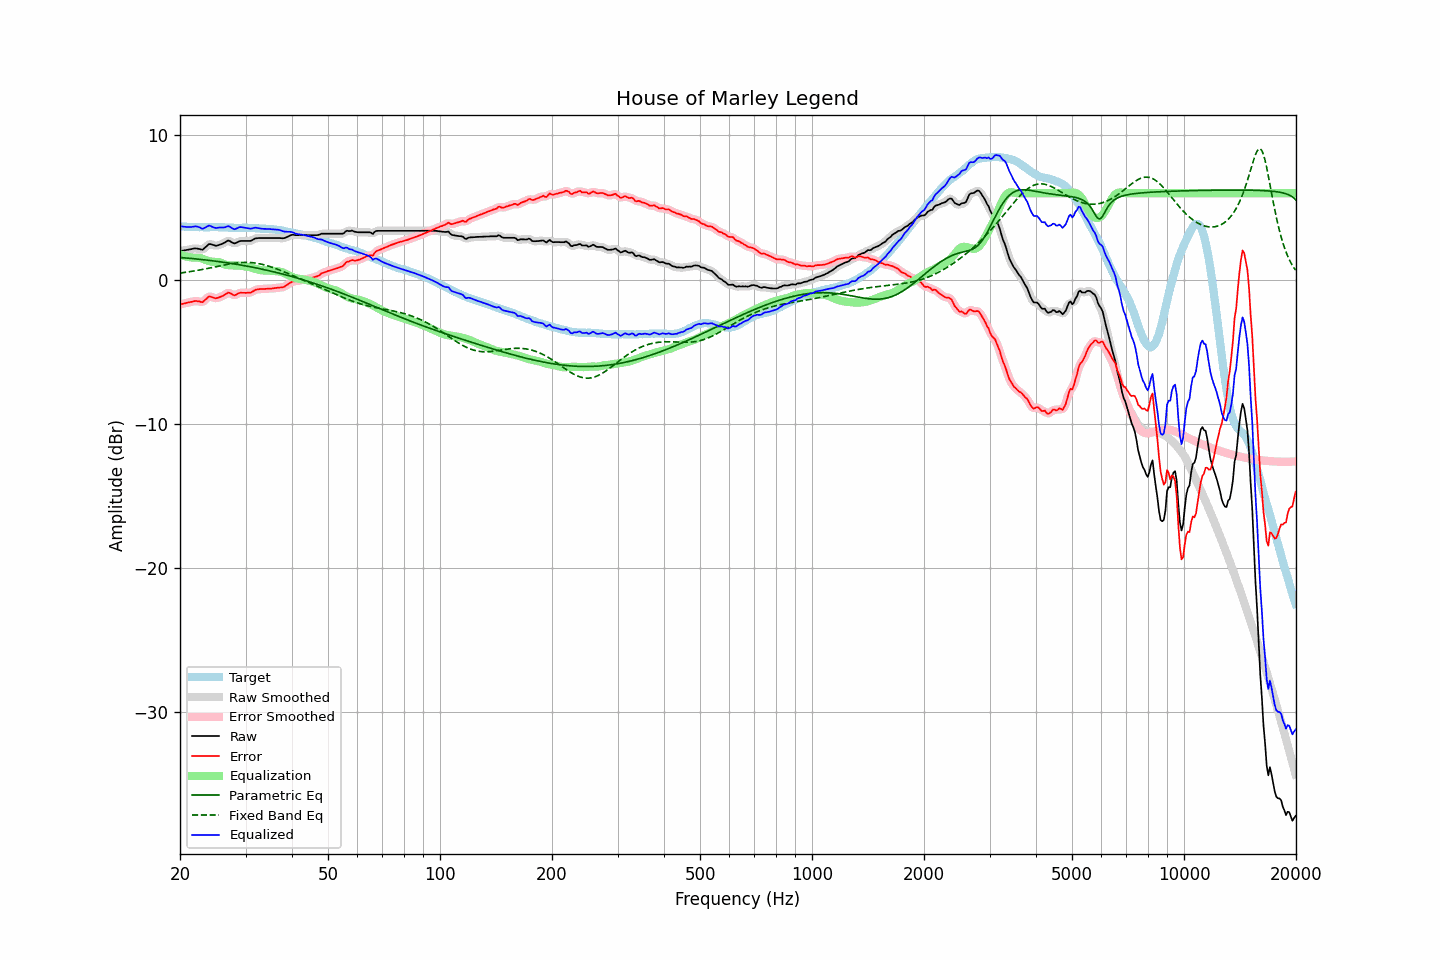 House of Marley Legend
Amplitude (dBr)
10
0
−10
−20
−30
Target
Raw Smoothed
Error Smoothed
Raw
Error
Equalization
Parametric Eq
Fixed Band Eq
Equalized
20 50 100 200 500 1000 2000 5000 10000 20000
Frequency (Hz)